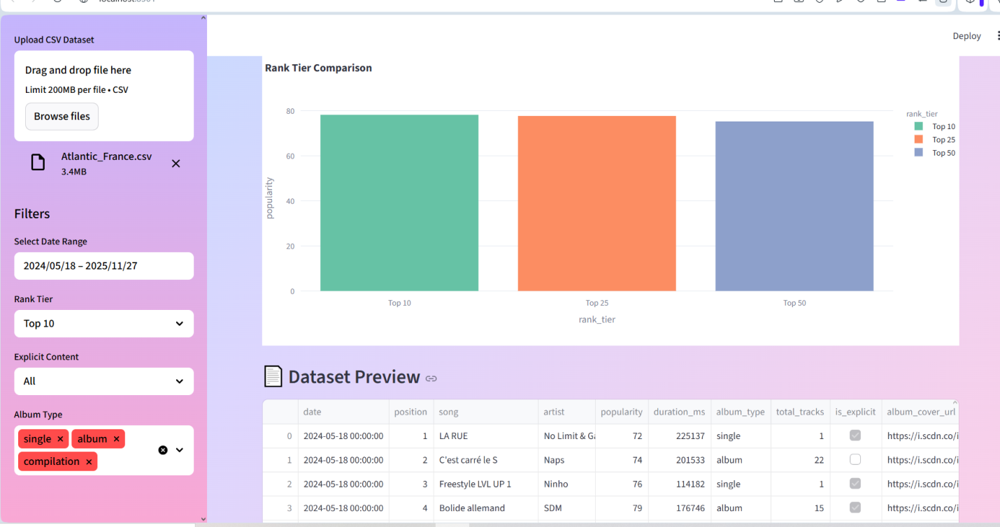 Deploy
Upload CSV Dataset
Drag and drop file here
Limit 200MB per file • CSV
Browse files
Atlantic_France.csv
3.4MB
Filters
Select Date Range
2024/05/18 – 2025/11/27
Rank Tier
Top 10
Explicit Content
All
Album Type
single × album ×
compilation ×
Rank Tier Comparison
popularity
80
60
40
20
0
Top 10 Top 25 Top 50
rank_tier
rank_tier
Top 10
Top 25
Top 50
Dataset Preview
date position song artist popularity duration_ms album_type total_tracks is_explicit album_cover_url
0 2024-05-18 00:00:00 1 LA RUE No Limit & Ga 72 225137 single 1 https://i.scdn.co/i
1 2024-05-18 00:00:00 2 C'est carré le S Naps 74 201533 album 22 https://i.scdn.co/i
2 2024-05-18 00:00:00 3 Freestyle LVL UP 1 Ninho 76 114182 single 1 https://i.scdn.co/i
3 2024-05-18 00:00:00 4 Bolide allemand SDM 79 176746 album 15 https://i.scdn.co/i